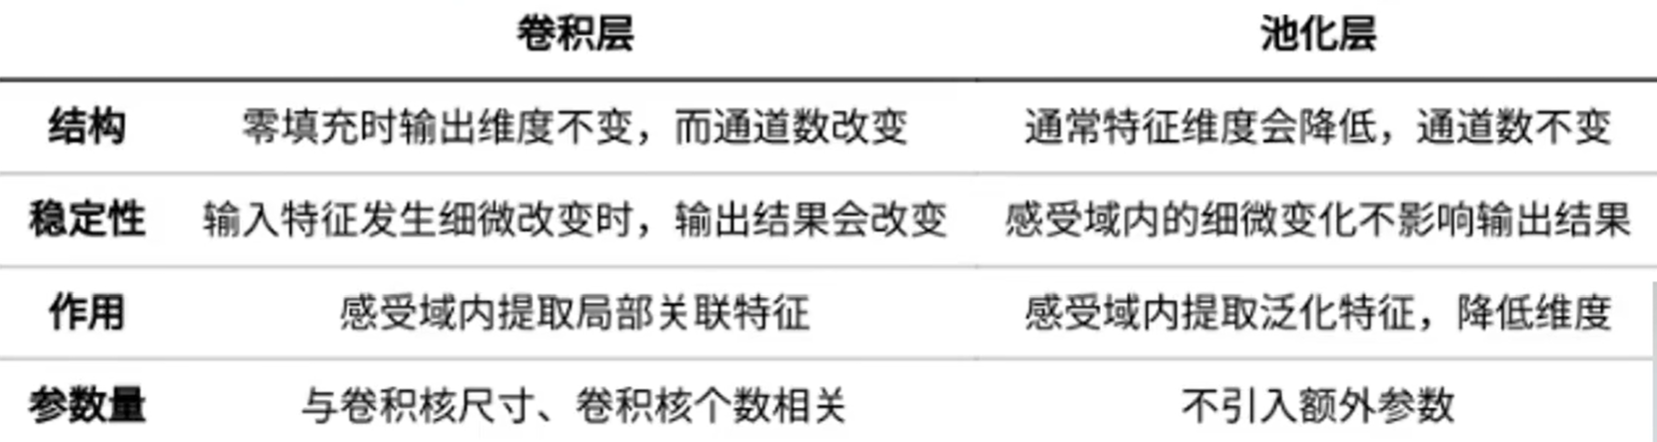 卷积层 池化层
结构 零填充时输出维度不变，而通道数改变 通常特征维度会降低，通道数不变
稳定性 输入特征发生细微改变时，输出结果会改变 感受域内的细微变化不影响输出结果
作用 感受域内提取局部关联特征 感受域内提取泛化特征，降低维度
参数量 与卷积核尺寸、卷积核个数相关 不引入额外参数